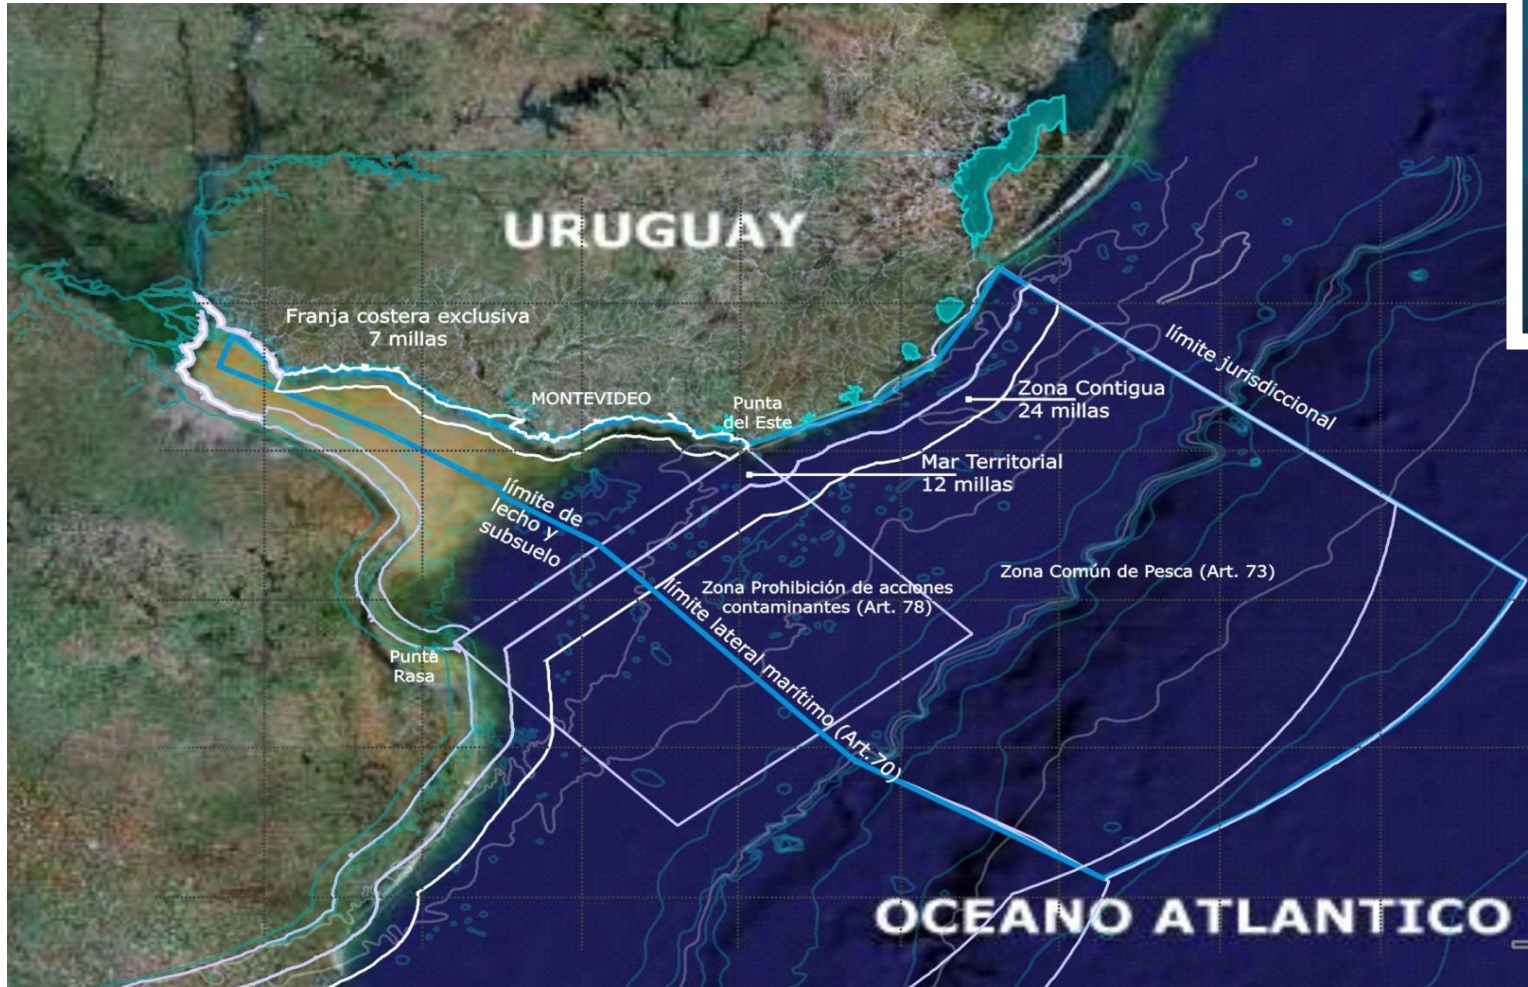 URUGUAY
Franja costera exclusiva
7 millas
límite jurisdiccional
MONTEVIDEO
Punta
del Este
Zona Contigua
24 millas
Mar Territorial
12 millas
límite de
lecho y
subsuelo
Zona Prohibición de acciones
contaminantes (Art. 78)
Zona Común de Pesca (Art. 73)
límite lateral marítimo (Art.70)
Punta
Rasa
OCEANO ATLANTICO